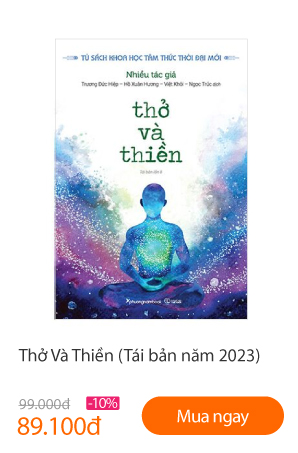 TỦ SÁCH KHOA HỌC TÂM THỨC THỜI ĐẠI MỚI
Nhiều tác giả
Trương Đức Hiệp – Hồ Xuân Hương – Việt Khôi – Ngọc Trúc dịch
thở
và
thiền
phuongnambook
Thở Và Thiền (Tái bản năm 2023)
99.000đ -10%
89.100đ
Mua ngay